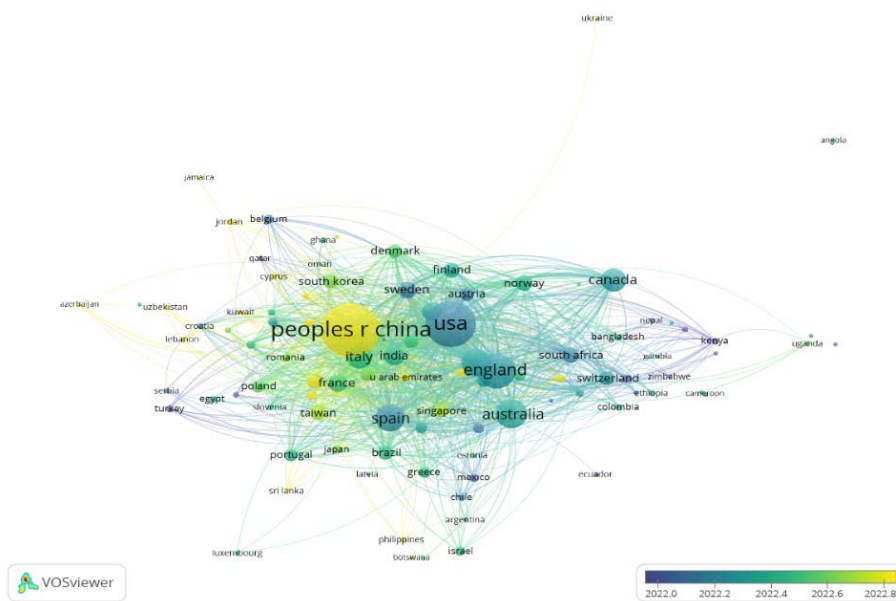 ukraine
angola
jamaica
jordan
belgium
ghana
denmark
qatar
oman
finland
cyprus
south korea
sweden
austria
norway
canada
azerbaijan
uzbekistan
kuwait
croatia
lebanon
peoples r china
usa
nepal
bangladesh
kenya
uganda
romania
italy
india
south africa
gambia
serbia
poland
france
u arab emirates
england
switzerland
zimbabwe
egypt
ethiopia
cameroon
turkey
slovenia
taiwan
spain
singapore
australia
colombia
portugal
japan
brazil
estonia
latvia
greece
mexico
ecuador
sri lanka
chile
argentina
philippines
luxembourg
botswana
israel
VOSviewer
2022.0 2022.2 2022.4 2022.6 2022.8